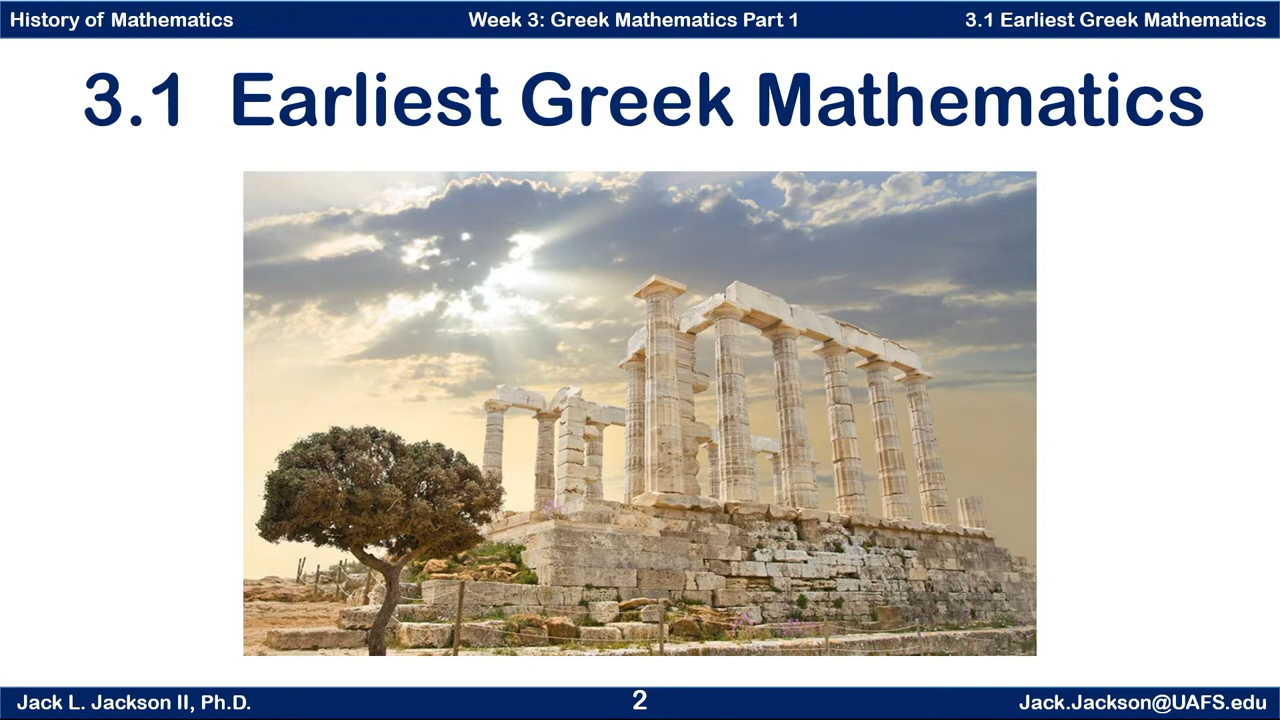 History of Mathematics Week 3: Greek Mathematics Part 1 3.1 Earliest Greek Mathematics
3.1 Earliest Greek Mathematics
Jack L. Jackson II, Ph.D. 2 Jack.Jackson@UAFS.edu